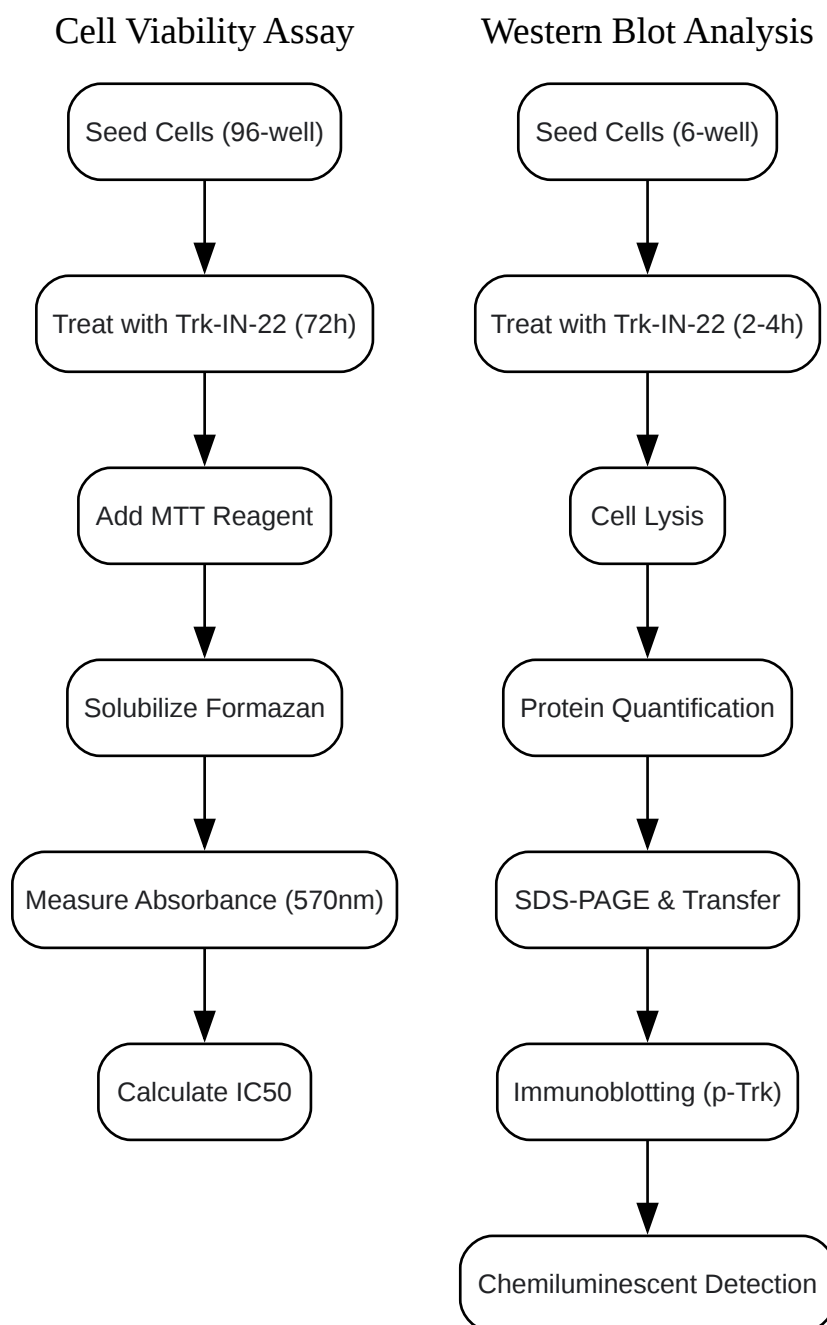 Cell Viability Assay
Seed Cells (96-well)
Treat with Trk-IN-22 (72h)
Add MTT Reagent
Solubilize Formazan
Measure Absorbance (570nm)
Calculate IC50
Western Blot Analysis
Seed Cells (6-well)
Treat with Trk-IN-22 (2-4h)
Cell Lysis
Protein Quantification
SDS-PAGE & Transfer
Immunoblotting (p-Trk)
Chemiluminescent Detection